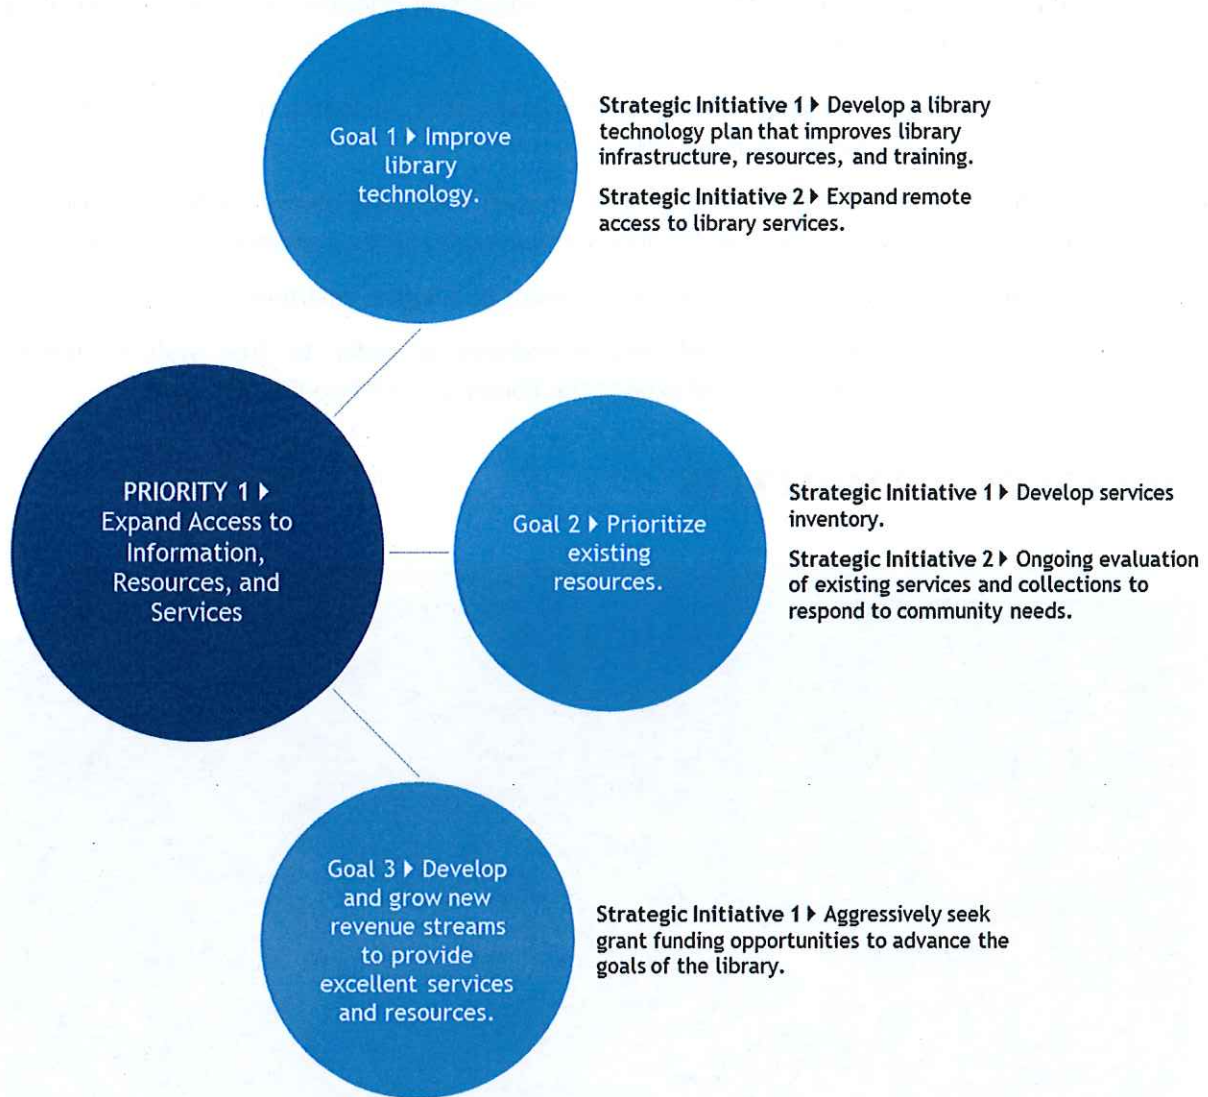 Goal 1 ▶ Improve
library
technology.
Strategic Initiative 1 ▶ Develop a library
technology plan that improves library
infrastructure, resources, and training.
Strategic Initiative 2 ▶ Expand remote
access to library services.
PRIORITY 1 ▶
Expand Access to
Information,
Resources, and
Services
Goal 2 ▶ Prioritize
existing
resources.
Strategic Initiative 1 ▶ Develop services
inventory.
Strategic Initiative 2 ▶ Ongoing evaluation
of existing services and collections to
respond to community needs.
Goal 3 ▶ Develop
and grow new
revenue streams
to provide
excellent services
and resources.
Strategic Initiative 1 ▶ Aggressively seek
grant funding opportunities to advance the
goals of the library.